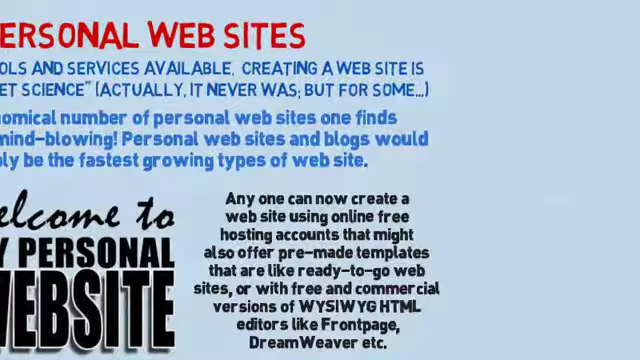 ERSONAL WEB SITES
OLS AND SERVICES AVAILABLE, CREATING A WEB SITE IS
ET SCIENCE" (ACTUALLY, IT NEVER WAS; BUT FOR SOME...)
nomical number of personal web sites one finds
mind-blowing! Personal web sites and blogs would
bly be the fastest growing types of web site.
elcome to
Y PERSONAL
WEBSITE
Any one can now create a
web site using online free
hosting accounts that might
also offer pre-made templates
that are like ready-to-go web
sites, or with free and commercial
versions of WYSIWYG HTML
editors like Frontpage,
DreamWeaver etc.